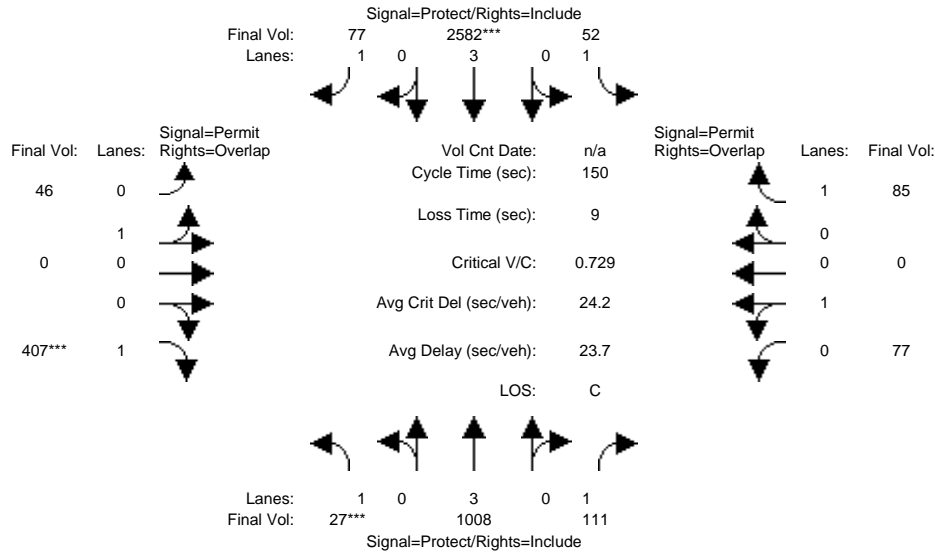 Signal=Protect/Rights=Include
Final Vol: 77 2582*** 52
Lanes: 1 0 3 0 1
Signal=Permit Signal=Permit
Final Vol: Lanes: Rights=Overlap Vol Cnt Date: n/a Rights=Overlap Lanes: Final Vol:
Cycle Time (sec): 150
46 0 1 85
Loss Time (sec): 9
1 0
0 0 Critical V/C: 0.729 0 0
0 Avg Crit Del (sec/veh): 24.2 1
407*** 1 Avg Delay (sec/veh): 23.7 0 77
LOS: C
Lanes: 1 0 3 0 1
Final Vol: 27*** 1008 111
Signal=Protect/Rights=Include